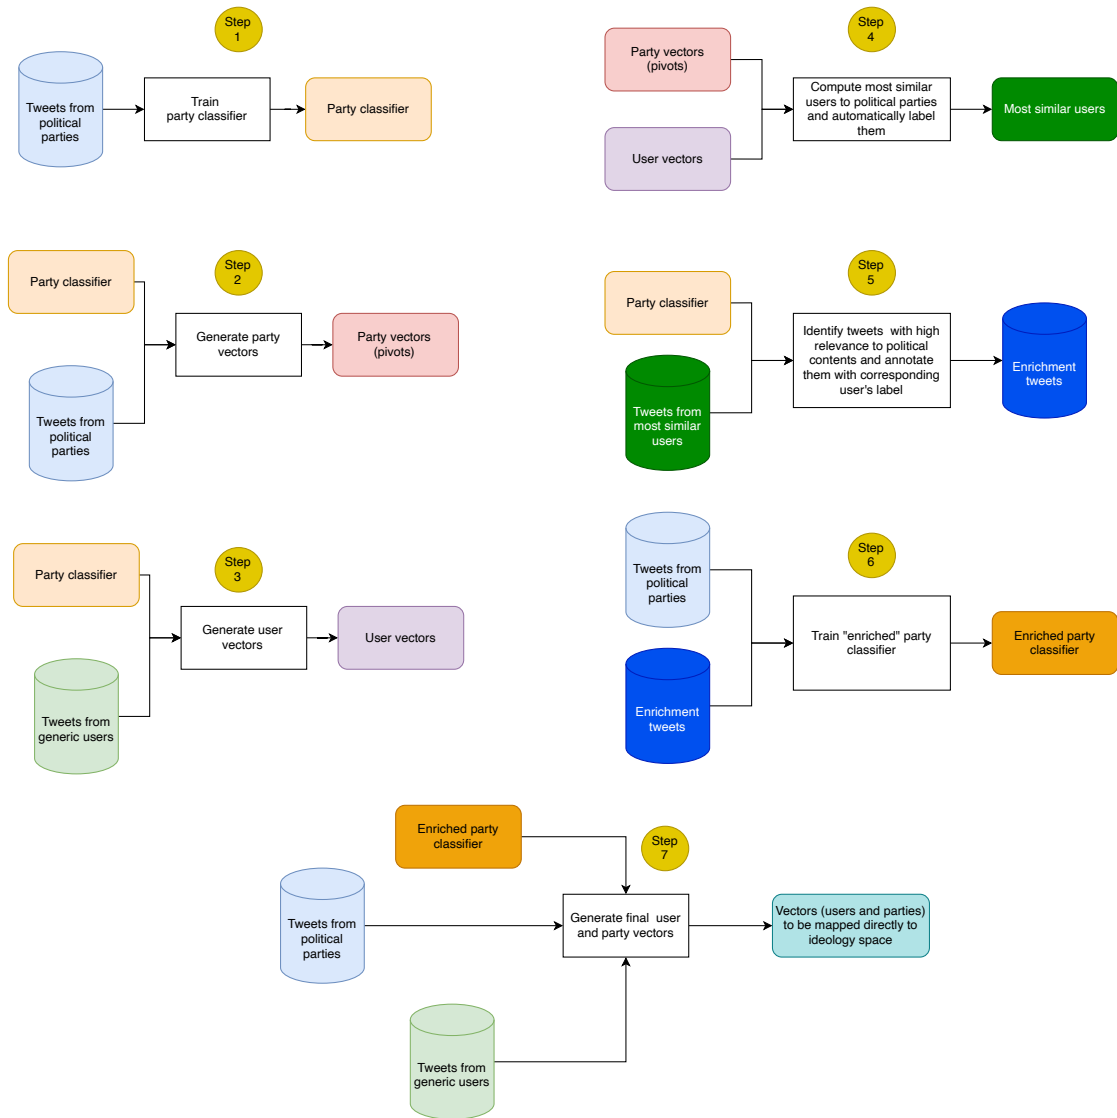 Step
1
Tweets from
political
parties
Train
party classifier
Party classifier
Step
2
Party classifier
Tweets from
political
parties
Generate party
vectors
Party vectors
(pivots)
Step
3
Party classifier
Tweets from
generic users
Generate user
vectors
User vectors
Step
4
Party vectors
(pivots)
User vectors
Compute most similar
users to political parties
and automatically label
them
Most similar users
Step
5
Party classifier
Tweets from
most similar
users
Identify tweets with high
relevance to political
contents and annotate
them with corresponding
user's label
Enrichment
tweets
Step
6
Tweets from
political
parties
Enrichment
tweets
Train "enriched" party
classifier
Enriched party
classifier
Step
7
Enriched party
classifier
Tweets from
political
parties
Tweets from
generic users
Generate final user
and party vectors
Vectors (users and parties)
to be mapped directly to
ideology space